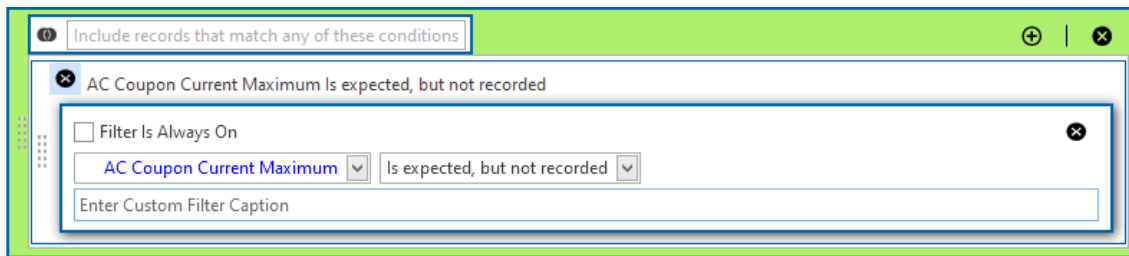 Include records that match any of these conditions
AC Coupon Current Maximum Is expected, but not recorded
Filter Is Always On
AC Coupon Current Maximum Is expected, but not recorded
Enter Custom Filter Caption